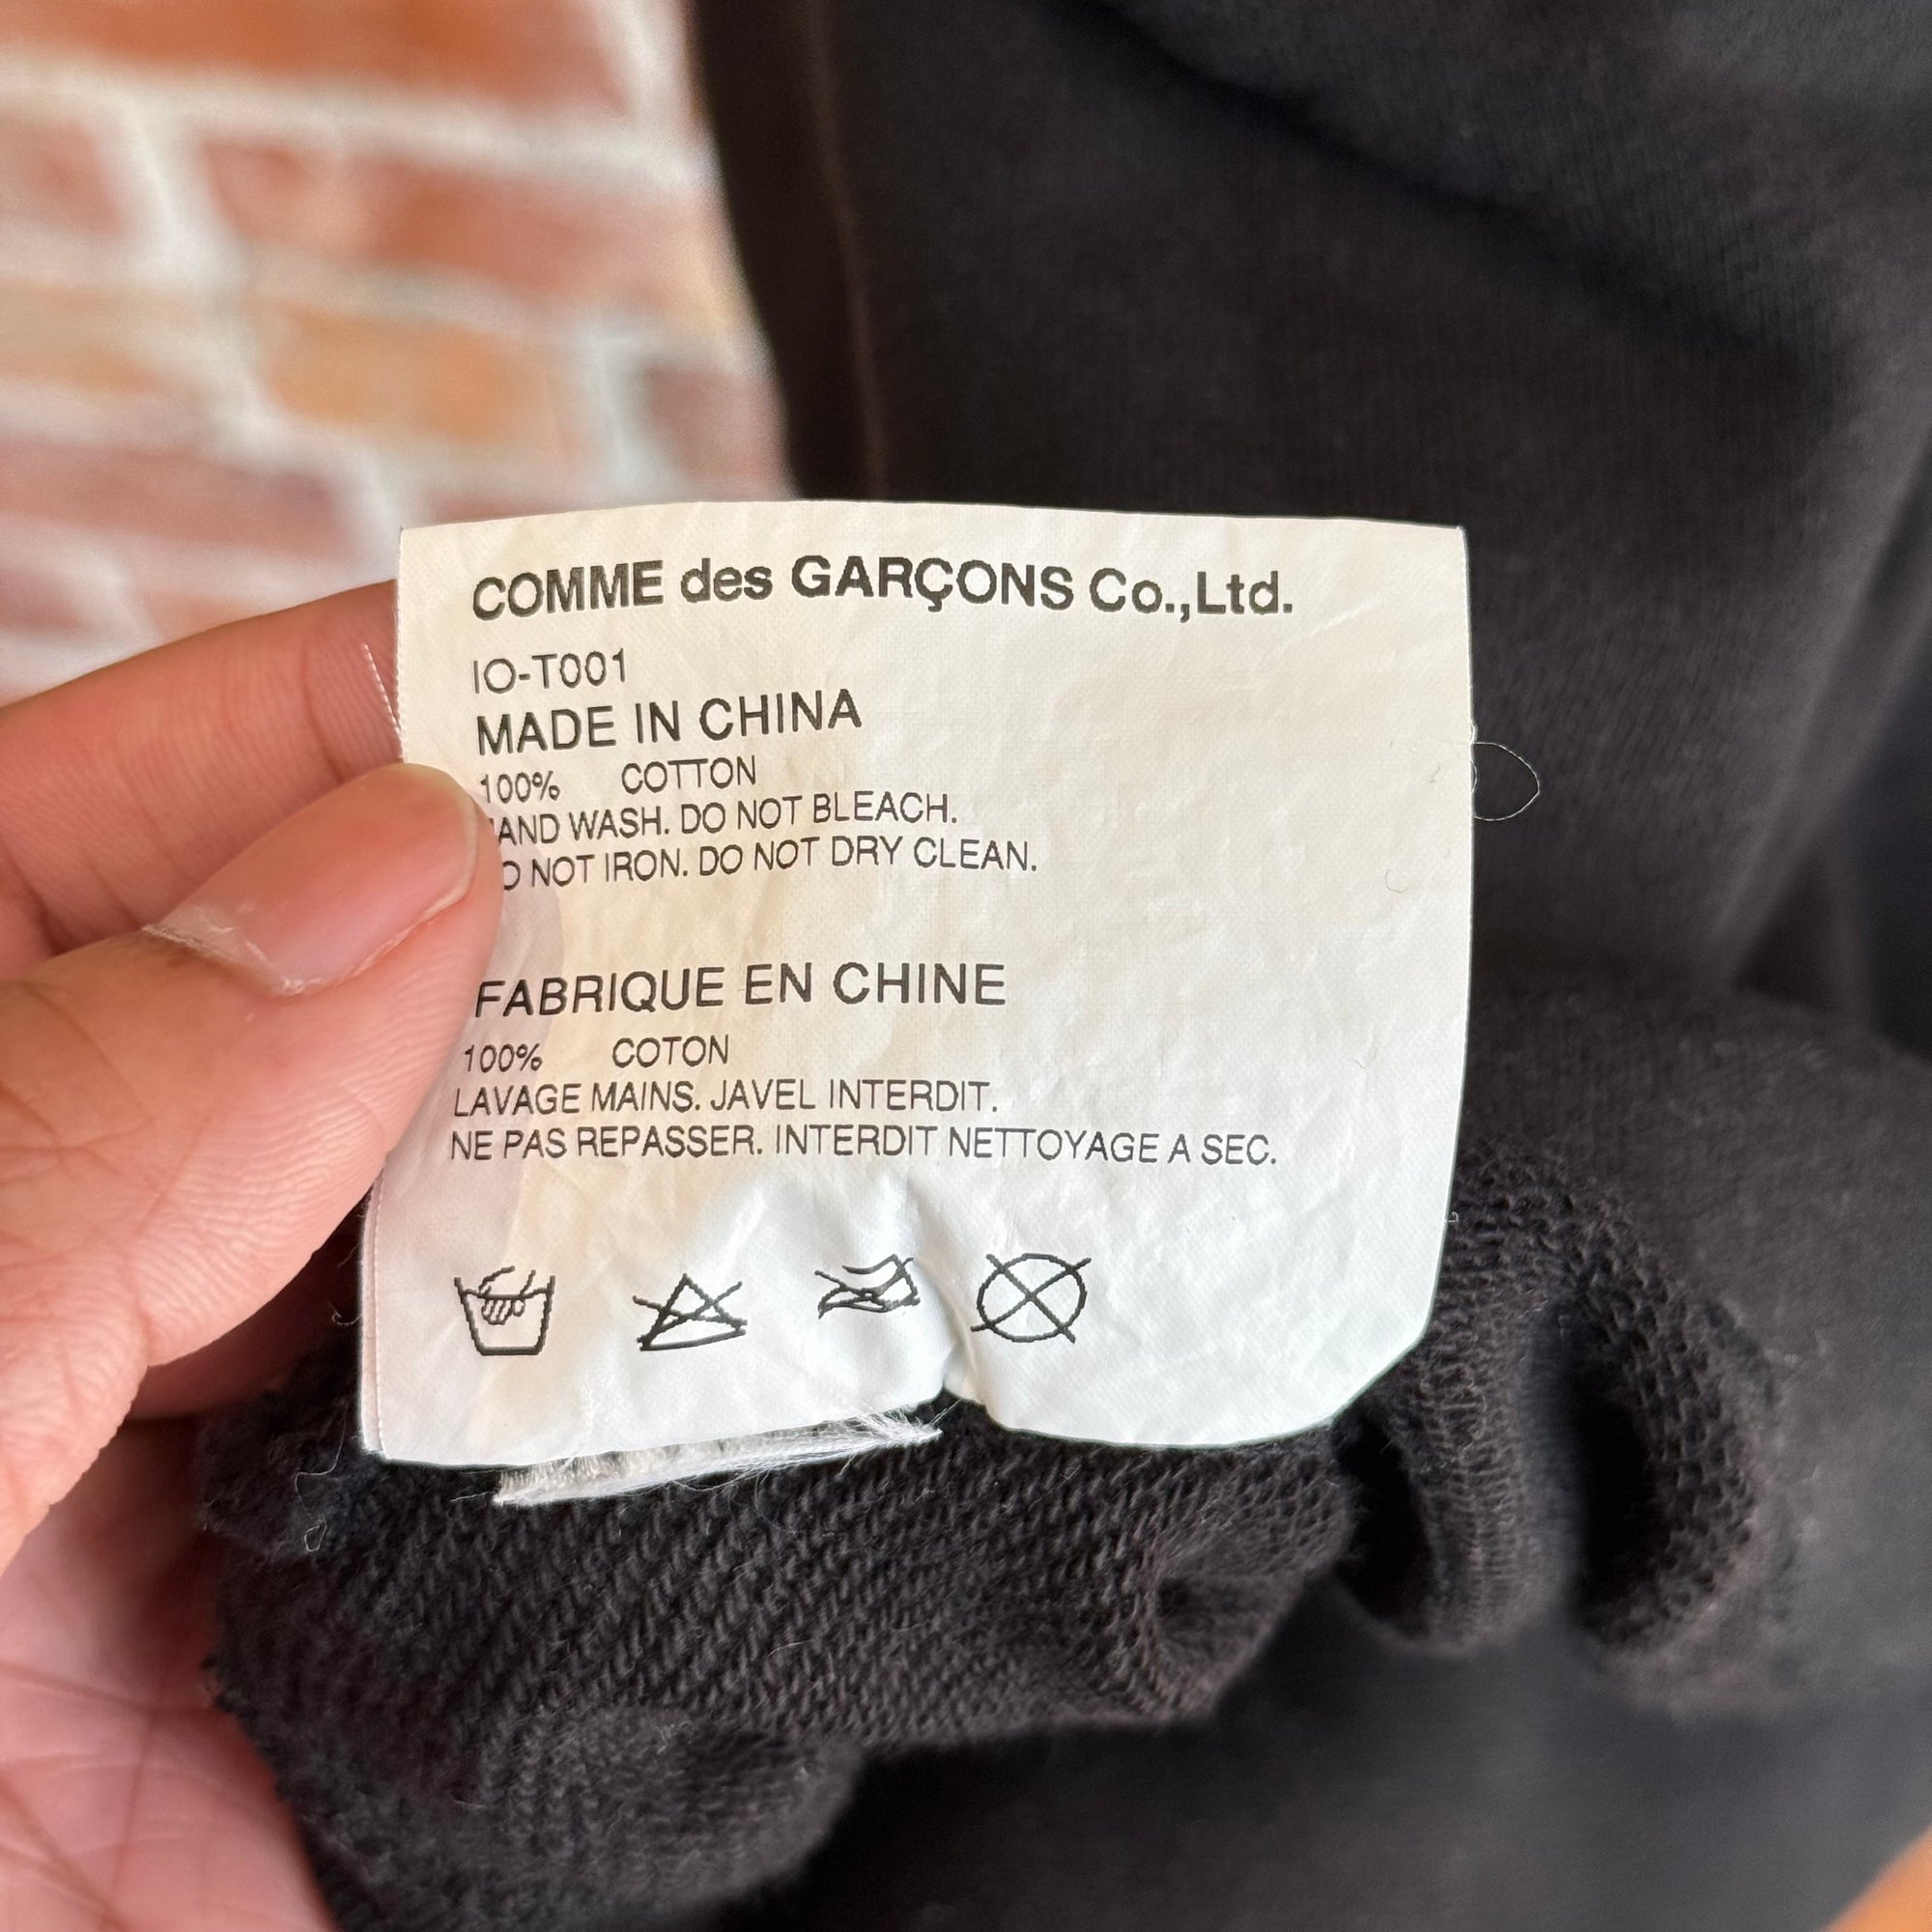 COMME des GARÇONS Co.,Ltd.
IO-T001
MADE IN CHINA
100% COTTON
AND WASH. DO NOT BLEACH.
O NOT IRON. DO NOT DRY CLEAN.
FABRIQUE EN CHINE
100% COTON
LAVAGE MAINS. JAVEL INTERDIT.
NE PAS REPASSER. INTERDIT NETTOYAGE A SEC.